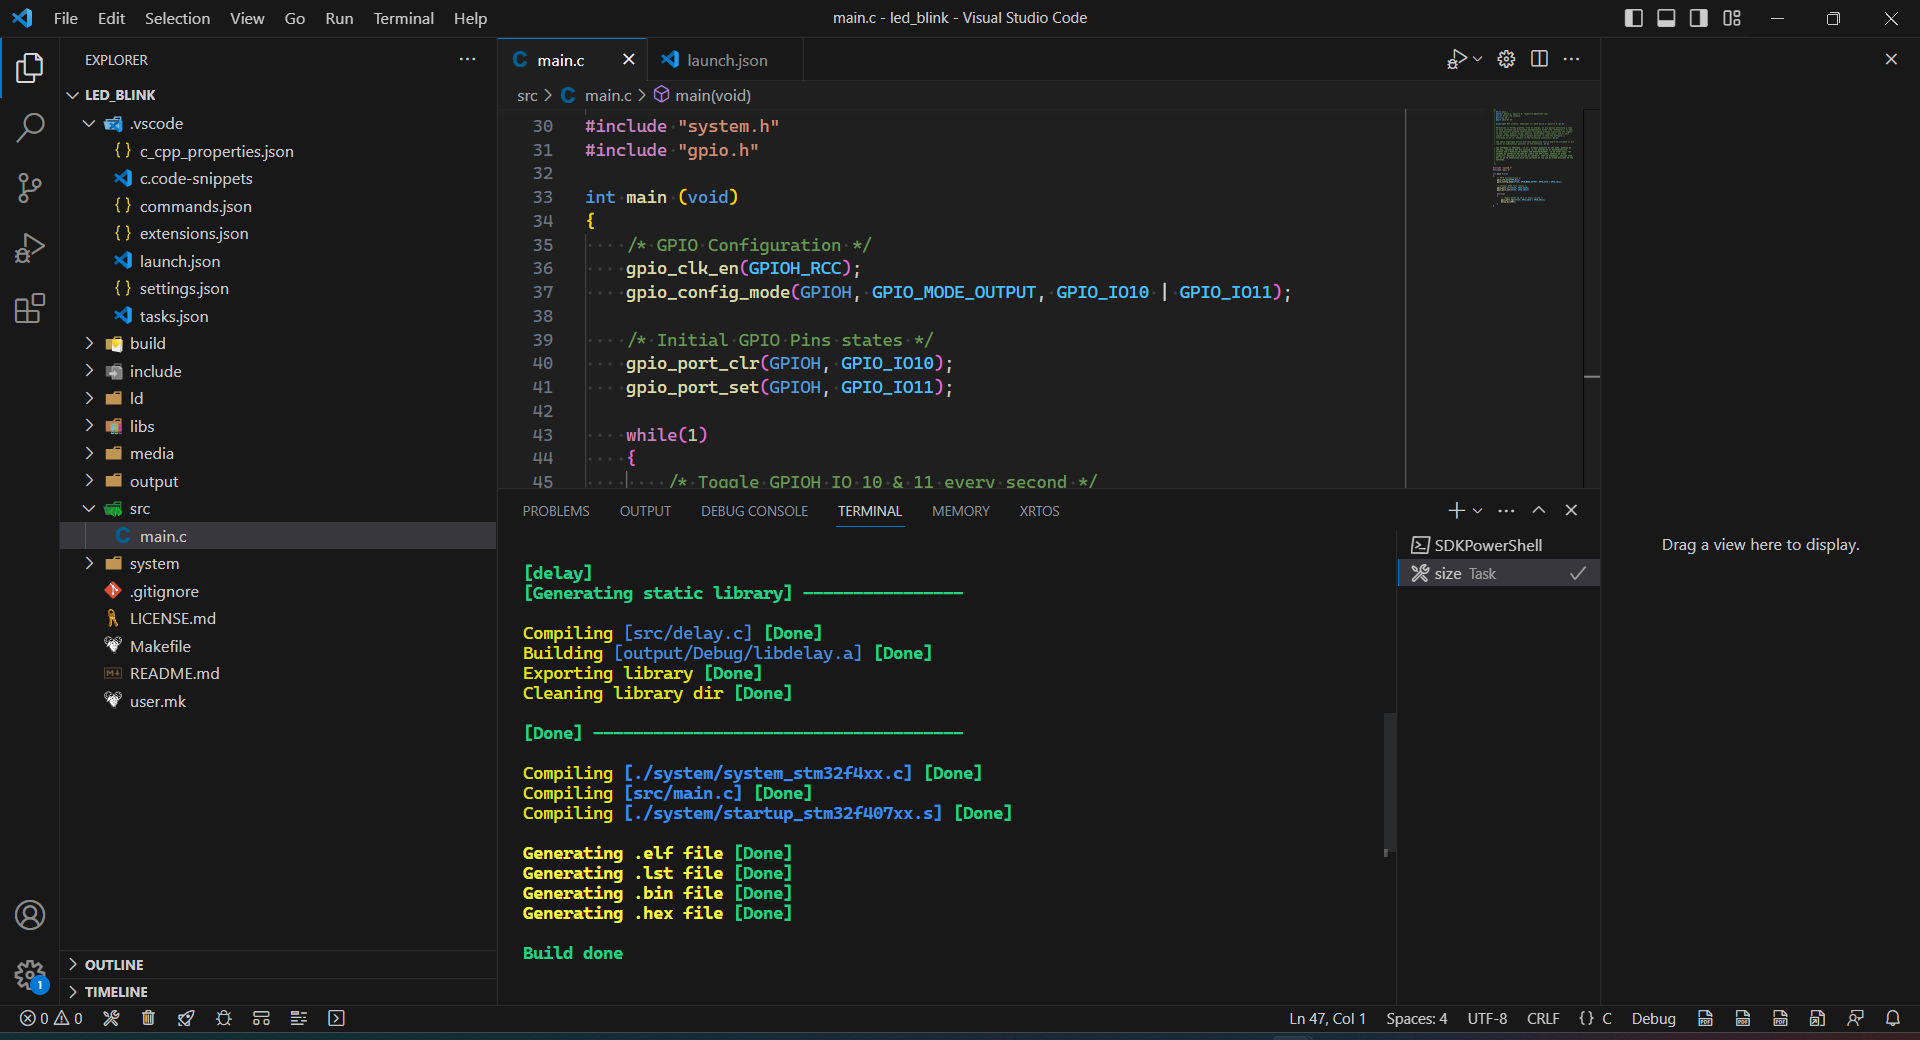 File Edit Selection View Go Run Terminal Help
main.c - led_blink - Visual Studio Code
EXPLORER
LED_BLINK
.vscode
{} c_cpp_properties.json
c.code-snippets
{} commands.json
{} extensions.json
launch.json
{} settings.json
tasks.json
build
include
ld
libs
media
output
src
C main.c
system
.gitignore
LICENSE.md
Makefile
README.md
user.mk
OUTLINE
TIMELINE
C main.c
launch.json
src > C main.c > main(void)
30 #include "system.h"
31 #include "gpio.h"
32
33 int main (void)
34 {
35 /* GPIO Configuration */
36 gpio_clk_en(GPIOH_RCC);
37 gpio_config_mode(GPIOH, GPIO_MODE_OUTPUT, GPIO_IO10 | GPIO_IO11);
38
39 /* Initial GPIO Pins states */
40 gpio_port_clr(GPIOH, GPIO_IO10);
41 gpio_port_set(GPIOH, GPIO_IO11);
42
43 while(1)
44 {
45 /* Toggle GPIOH IO 10 & 11 every second */
PROBLEMS OUTPUT DEBUG CONSOLE TERMINAL MEMORY XRTOS
[delay]
[Generating static library] ----------------
Compiling [src/delay.c] [Done]
Building [output/Debug/libdelay.a] [Done]
Exporting library [Done]
Cleaning library dir [Done]
[Done] -------------------------------------
Compiling [./system/system_stm32f4xx.c] [Done]
Compiling [src/main.c] [Done]
Compiling [./system/startup_stm32f407xx.s] [Done]
Generating .elf file [Done]
Generating .lst file [Done]
Generating .bin file [Done]
Generating .hex file [Done]
Build done
SDKPowerShell
size Task
Drag a view here to display.
1
0 0
Ln 47, Col 1 Spaces: 4 UTF-8 CRLF {} C Debug